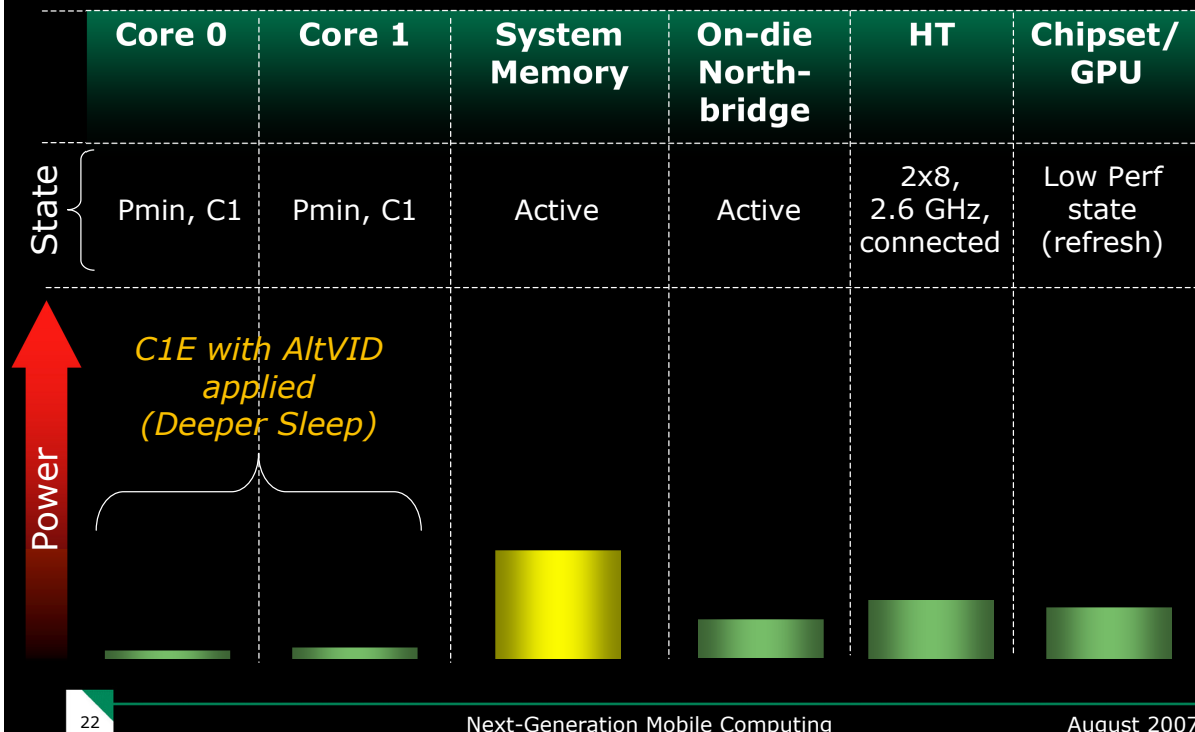 Core 0
Core 1
System
Memory
On-die
North-
bridge
HT
Chipset/
GPU
State
Pmin, C1
Pmin, C1
Active
Active
2x8,
2.6 GHz,
connected
Low Perf
state
(refresh)
Power
C1E with AltVID
applied
(Deeper Sleep)
22
Next-Generation Mobile Computing
August 2007